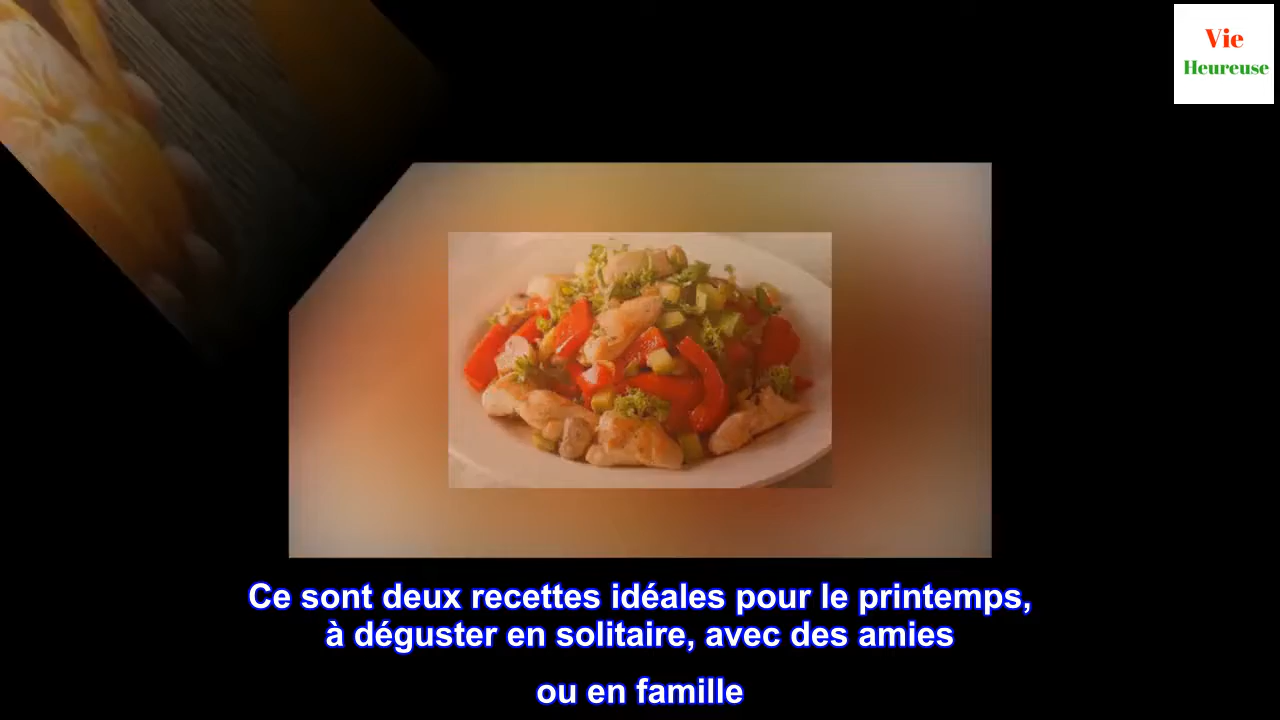 Vie
Heureuse
Ce sont deux recettes idéales pour le printemps,
à déguster en solitaire, avec des amies
ou en famille